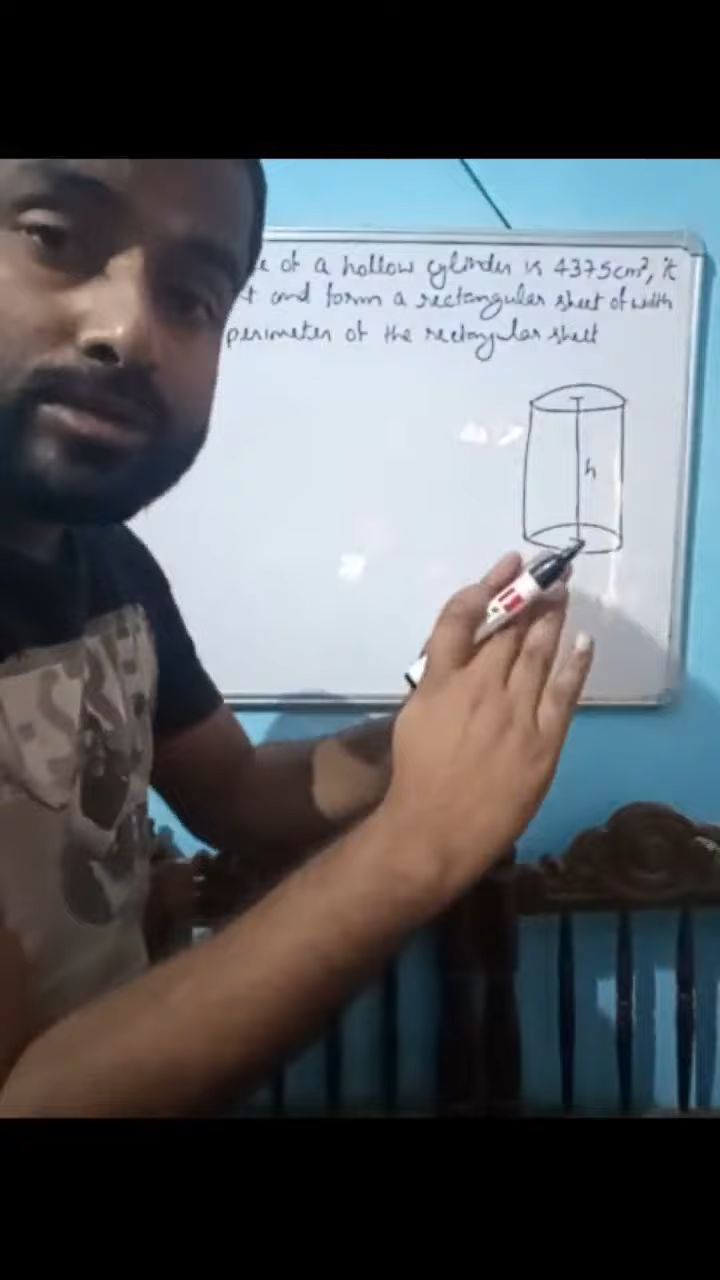 e of a hollow cylinder is 4375cm², it
t and form a rectangular sheet of width
perimeter of the rectangular sheet
h